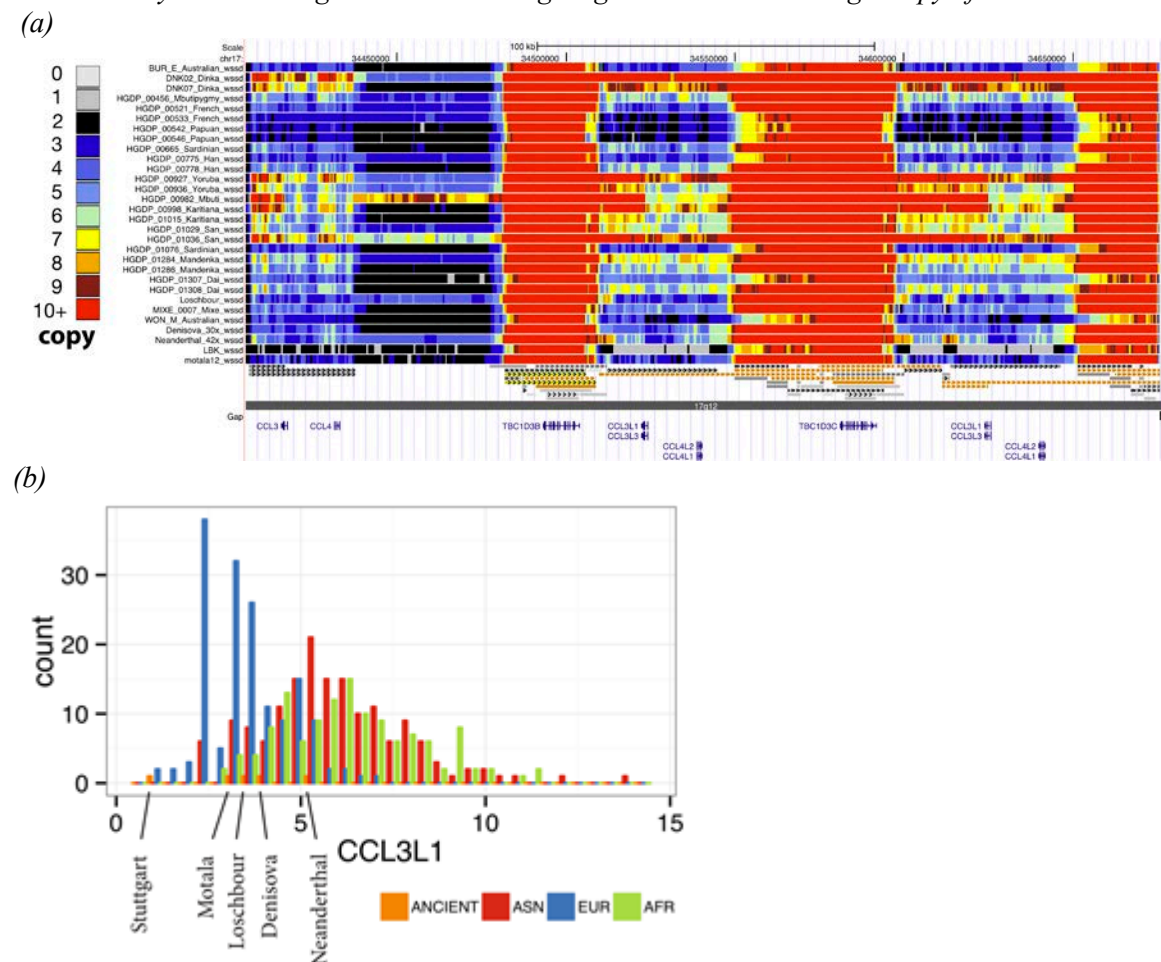 (a)
Scale
100 kb
chr17:
34450000
34500000
34550000
34600000
34650000
0
1
2
3
4
5
6
7
8
9
10+
copy
BUR_E_Australian_wssd
DNK02_Dinka_wssd
DNK07_Dinka_wssd
HGDP_00456_Mbutipygmy_wssd
HGDP_00521_French_wssd
HGDP_00533_French_wssd
HGDP_00542_Papuan_wssd
HGDP_00546_Papuan_wssd
HGDP_00665_Sardinian_wssd
HGDP_00775_Han_wssd
HGDP_00778_Han_wssd
HGDP_00927_Yoruba_wssd
HGDP_00936_Yoruba_wssd
HGDP_00982_Mbuti_wssd
HGDP_00998_Karitiana_wssd
HGDP_01015_Karitiana_wssd
HGDP_01029_San_wssd
HGDP_01036_San_wssd
HGDP_01076_Sardinian_wssd
HGDP_01284_Mandenka_wssd
HGDP_01286_Mandenka_wssd
HGDP_01307_Dai_wssd
HGDP_01308_Dai_wssd
Loschbour_wssd
MIXE_0007_Mixe_wssd
WON_M_Australian_wssd
Denisova_30x_wssd
Neanderthal_42x_wssd
LBK_wssd
motala12_wssd
17q12
Gap
CCL3
CCL4
TBC1D3B
CCL3L1
CCL3L3
CCL4L2
CCL4L1
TBC1D3C
CCL3L1
CCL3L3
CCL4L2
CCL4L1
(b)
count
30
20
10
0
0
5
10
15
CCL3L1
Stuttgart
Motala
Loschbour
Denisova
Neanderthal
ANCIENT ASN EUR AFR